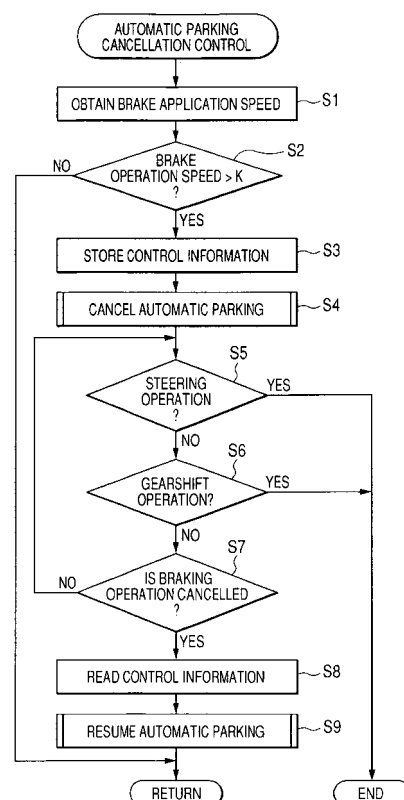 AUTOMATIC PARKING
CANCELLATION CONTROL
OBTAIN BRAKE APPLICATION SPEED
S1
BRAKE
OPERATION SPEED > K
?
S2
NO
YES
STORE CONTROL INFORMATION
S3
CANCEL AUTOMATIC PARKING
S4
STEERING
OPERATION
?
S5
YES
NO
GEARSHIFT
OPERATION?
S6
YES
NO
IS BRAKING
OPERATION CANCELLED
?
S7
NO
YES
READ CONTROL INFORMATION
S8
RESUME AUTOMATIC PARKING
S9
RETURN
END